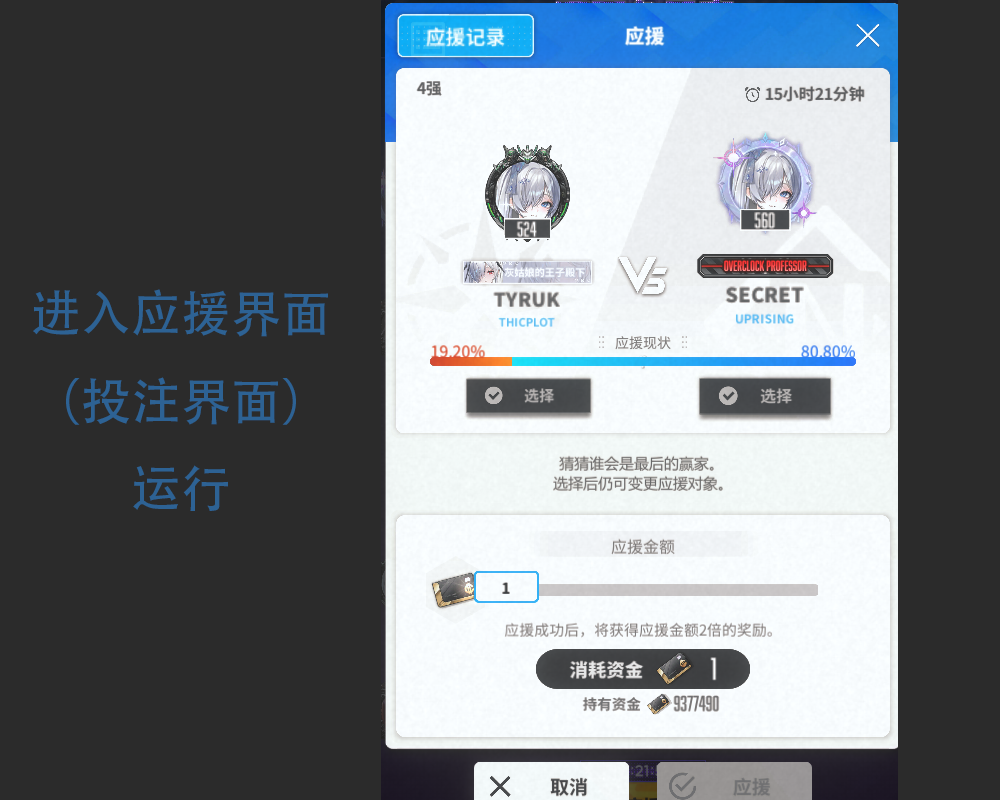 进入应援界面
（投注界面）
运行
应援记录
应援
4强
15小时21分钟
524
560
灰姑娘的王子殿下
OVERCLOCK PROFESSOR
VS
TYRUK
SECRET
THICPLOT
UPRISING
应援现状
19.20%
80.80%
选择
选择
猜猜谁会是最后的赢家。
选择后仍可变更应援对象。
应援金额
1
应援成功后，将获得应援金额2倍的奖励。
消耗资金 1
持有资金 9377490
取消
应援